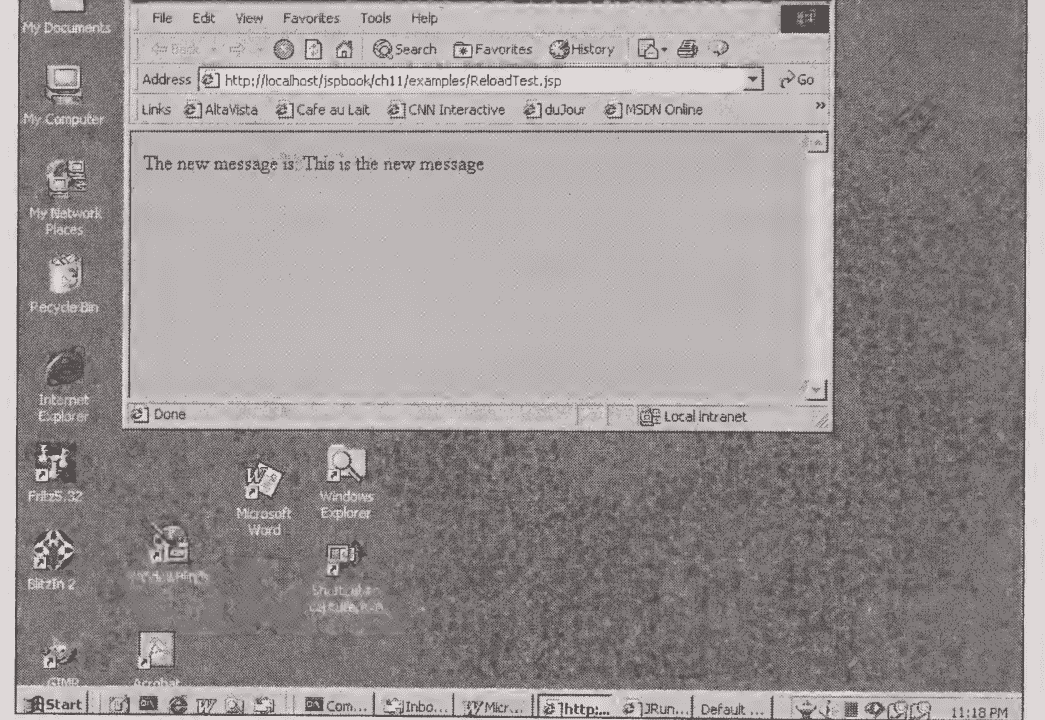 My Documents
File Edit View Favorites Tools Help
Back
Search Favorites History
Address http://localhost/jspbook/ch11/examples/ReloadTest.jsp Go
Links AltaVista Cafe au Lait CNN Interactive duJour MSDN Online »
My Computer
The new message is: This is the new message
My Network
Places
Recycle Bin
Internet
Explorer
Done Local intranet
Fritz5.32
Microsoft
Word
Windows
Explorer
BlitzIn 2
Shortcut to
GIMP
Acrobat
Start Com... Inbo... Micr... http:... JRun... Default ... 11:18 PM